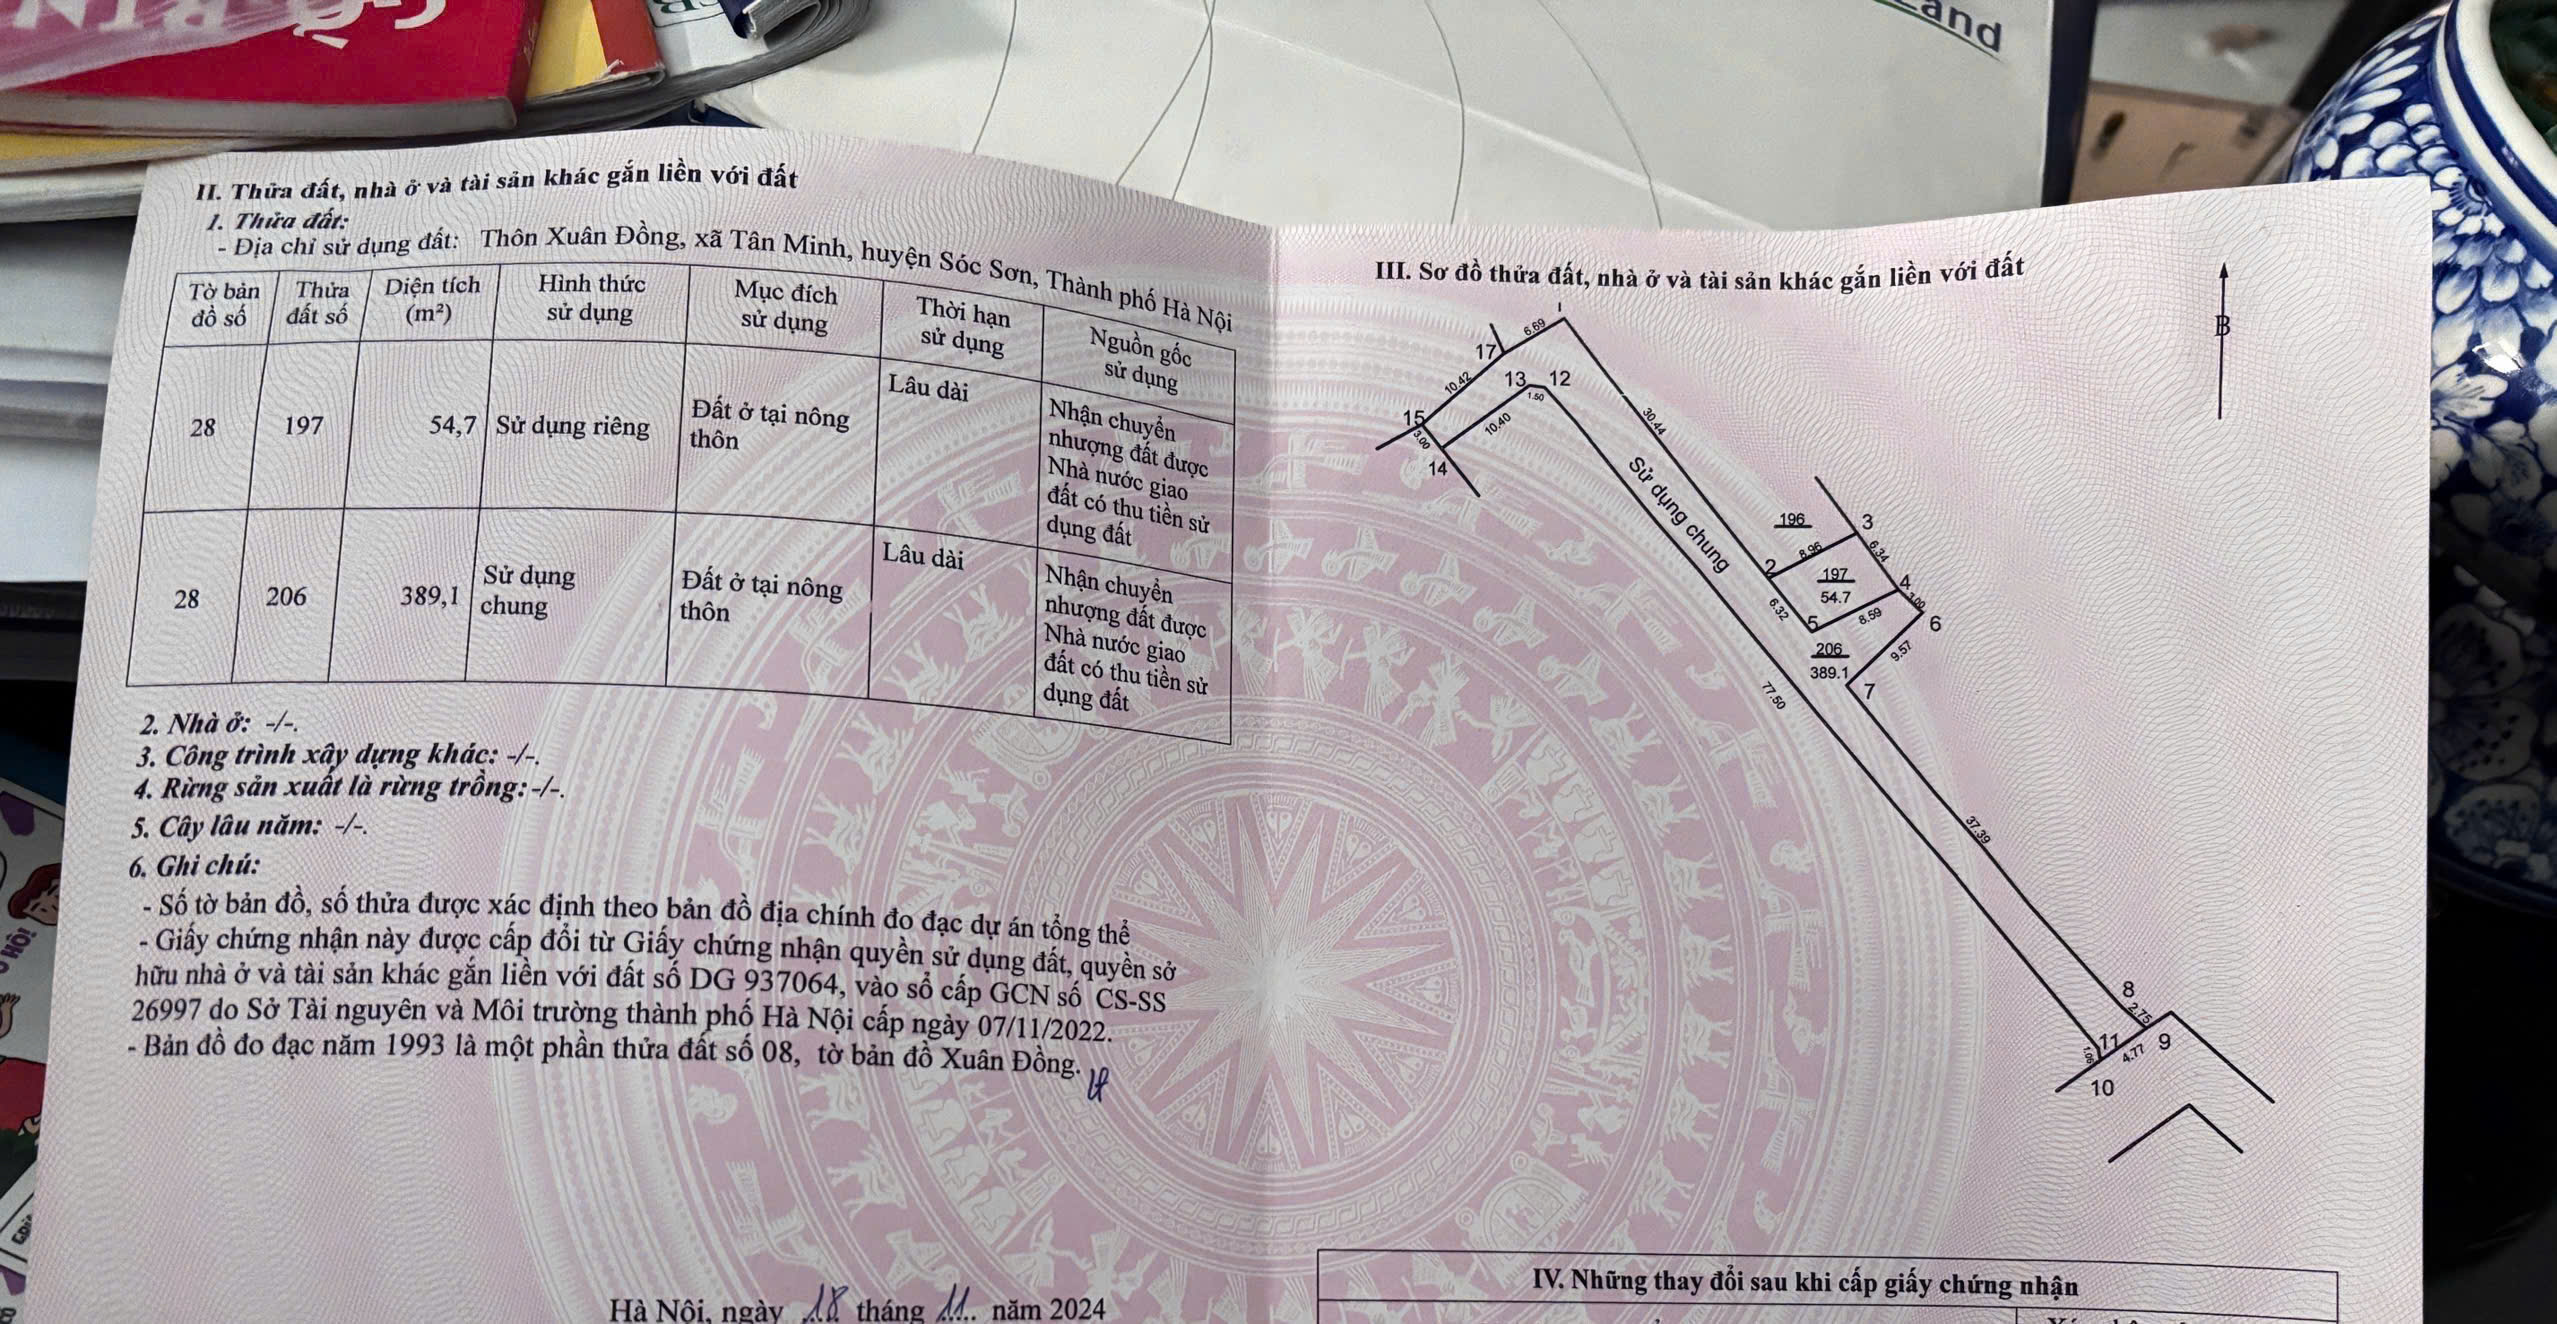 and
II. Thửa đất, nhà ở và tài sản khác gắn liền với đất
1. Thửa đất:
- Địa chỉ sử dụng đất: Thôn Xuân Đồng, xã Tân Minh, huyện Sóc Sơn, Thành phố Hà Nội
Tờ bản đồ số
Thửa đất số
Diện tích (m²)
Hình thức sử dụng
Mục đích sử dụng
Thời hạn sử dụng
Nguồn gốc sử dụng
28
197
54,7
Sử dụng riêng
Đất ở tại nông
thôn
Lâu dài
Nhận chuyển
nhượng đất được
Nhà nước giao
đất có thu tiền sử
dụng đất
28
206
389,1
Sử dụng
chung
Đất ở tại nông
thôn
Lâu dài
Nhận chuyển
nhượng đất được
Nhà nước giao
đất có thu tiền sử
dụng đất
2. Nhà ở: -/-.
3. Công trình xây dựng khác: -/-.
4. Rừng sản xuất là rừng trồng: -/-.
5. Cây lâu năm: -/-.
6. Ghi chú:
- Số tờ bản đồ, số thửa được xác định theo bản đồ địa chính đo đạc dự án tổng thể
- Giấy chứng nhận này được cấp đổi từ Giấy chứng nhận quyền sử dụng đất, quyền sở
hữu nhà ở và tài sản khác gắn liền với đất số DG 937064, vào sổ cấp GCN số CS-SS
26997 do Sở Tài nguyên và Môi trường thành phố Hà Nội cấp ngày 07/11/2022.
- Bản đồ đo đạc năm 1993 là một phần thửa đất số 08, tờ bản đồ Xuân Đồng.
Hà Nội, ngày 18 tháng 11 năm 2024
III. Sơ đồ thửa đất, nhà ở và tài sản khác gắn liền với đất
B
1
6.69
17
10.42
13
12
1.50
15
3.00
10.40
14
30.44
Sử dụng chung
196
3
8.96
6.34
2
197
54.7
4
3.00
6.32
5
8.59
6
206
389.1
9.57
7
77.50
37.39
8
2.75
11
9
1.06
4.77
10
IV. Những thay đổi sau khi cấp giấy chứng nhận